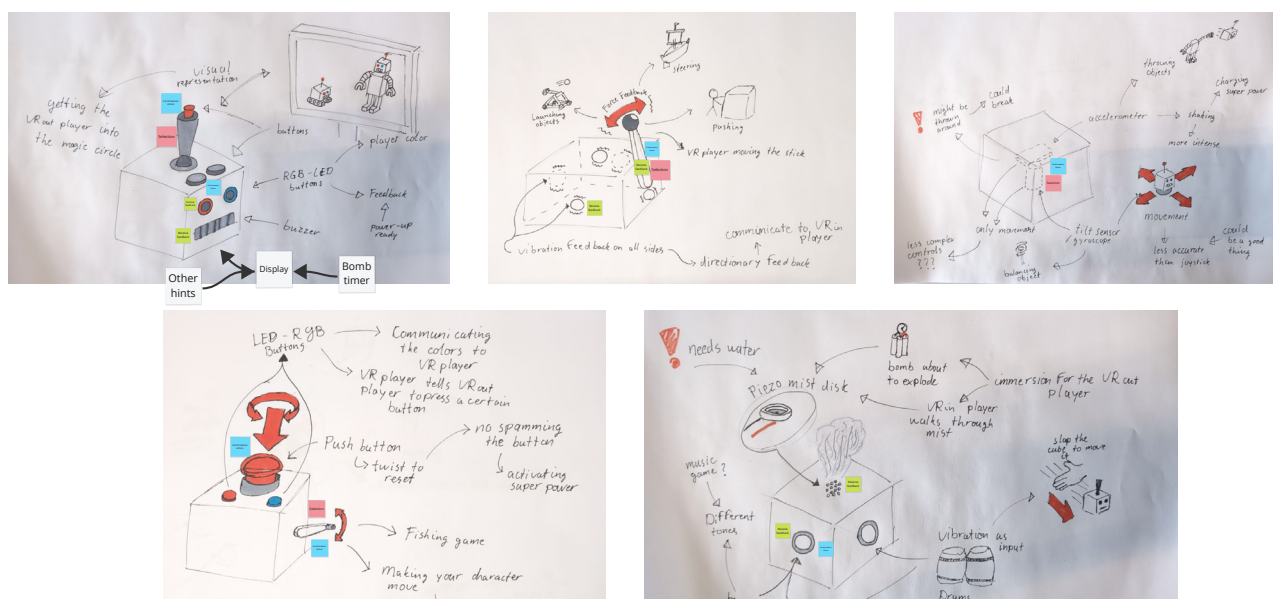 visual
representation
getting the
VRout player into
the magic circle
buttons
player color
RGB-LED
buttons
Feedback
power-up
ready
buzzer
Other
hints
Display
Bomb
timer
steering
Force Feedback
Launching
objects
pushing
VR player moving the stick
vibration Feedback on all sides
directionary Feedback
communicate to VR in
player
throwing
objects
charging
super power
could
break
might be
thrown
around
accelerometer
shaking
more intense
movement
only movement
tilt sensor
gyroscope
less complex
controls
???
balancing
object
less accurate
than joystick
could
be a good
thing
LED-RGB
Buttons
Communicating
the colors to
VR player
VR player tells VRout
player to press a certain
button
Push button
twist to
reset
no spamming
the button
activating
super power
Fishing game
Making your character
move
needs water
Piezo mist disk
bomb about
to explode
immersion For the VR out
player
VRin player
walks through
mist
music
game?
Different
tones
slap the
cube to move
it
vibration as
input
Drums